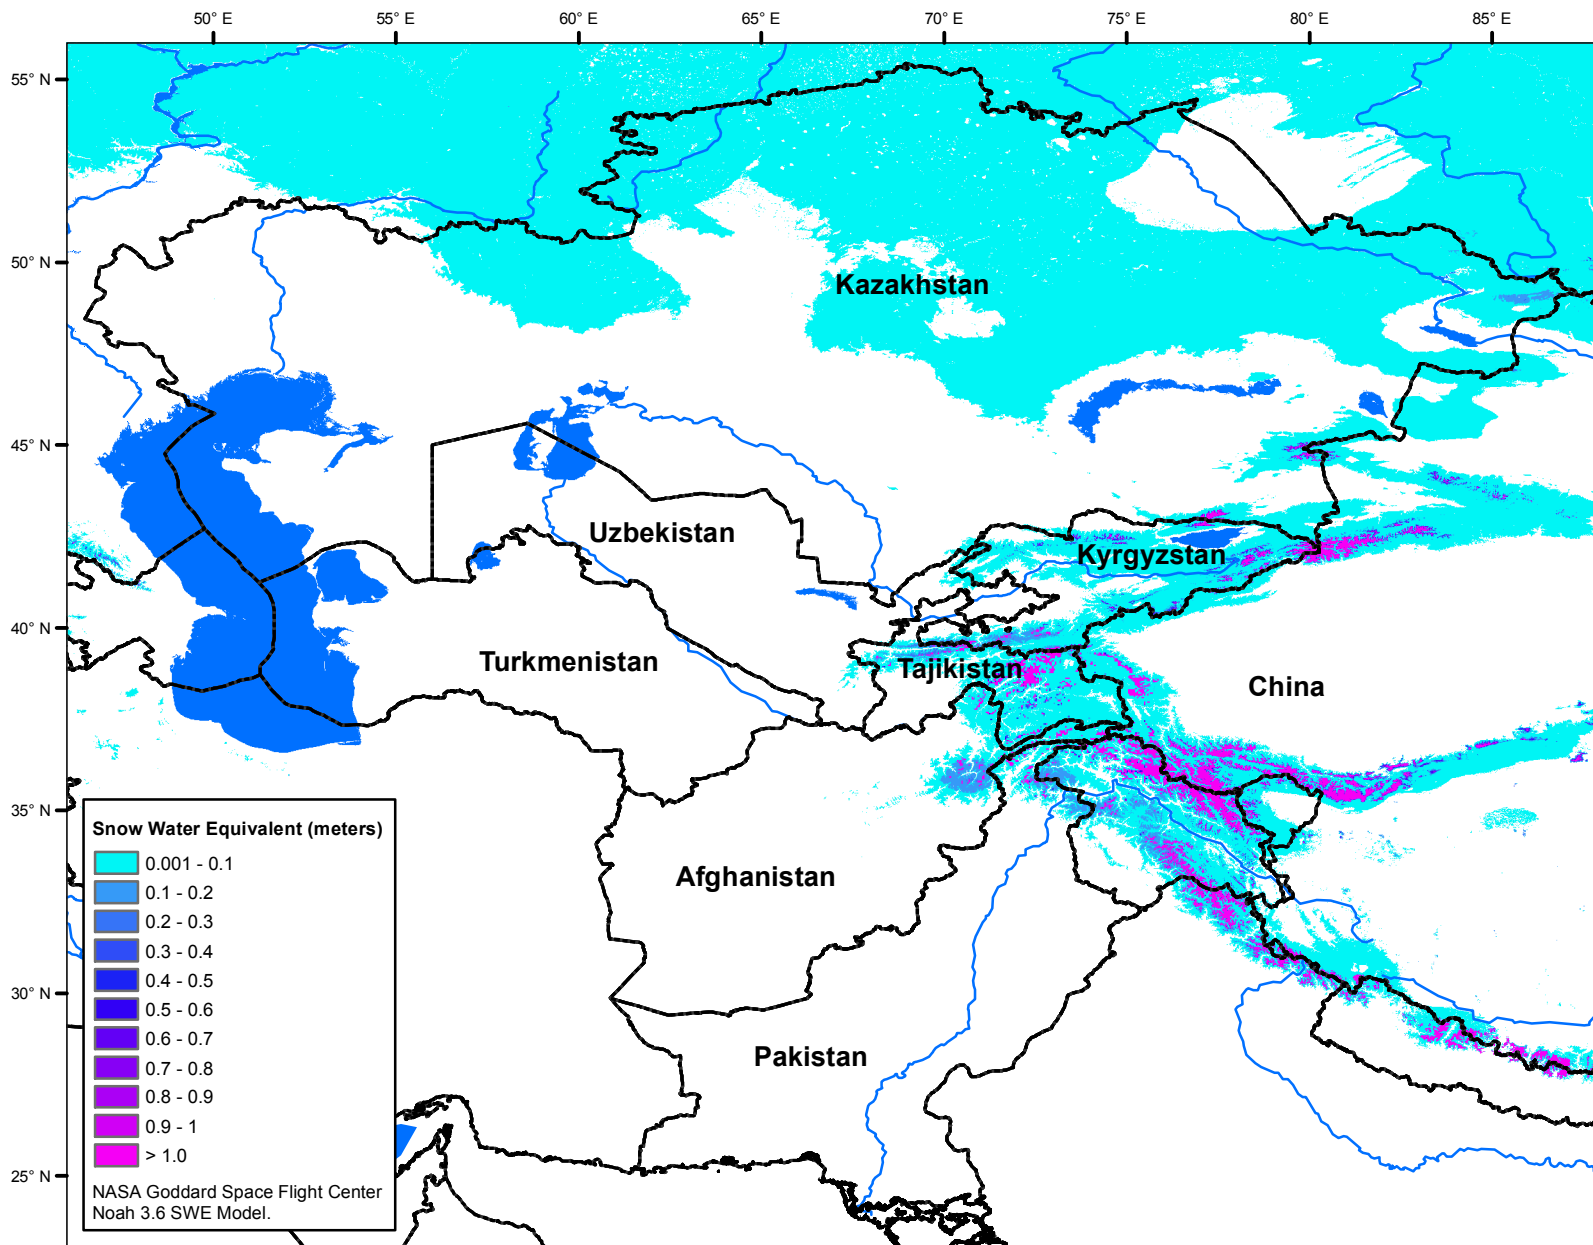 50° E 55° E 60° E 65° E 70° E 75° E 80° E 85° E
55° N
50° N
45° N
40° N
35° N
30° N
25° N
Kazakhstan
Uzbekistan
Kyrgyzstan
Turkmenistan
Tajikistan
China
Afghanistan
Pakistan
Snow Water Equivalent (meters)
0.001 - 0.1
0.1 - 0.2
0.2 - 0.3
0.3 - 0.4
0.4 - 0.5
0.5 - 0.6
0.6 - 0.7
0.7 - 0.8
0.8 - 0.9
0.9 - 1
> 1.0
NASA Goddard Space Flight Center
Noah 3.6 SWE Model.